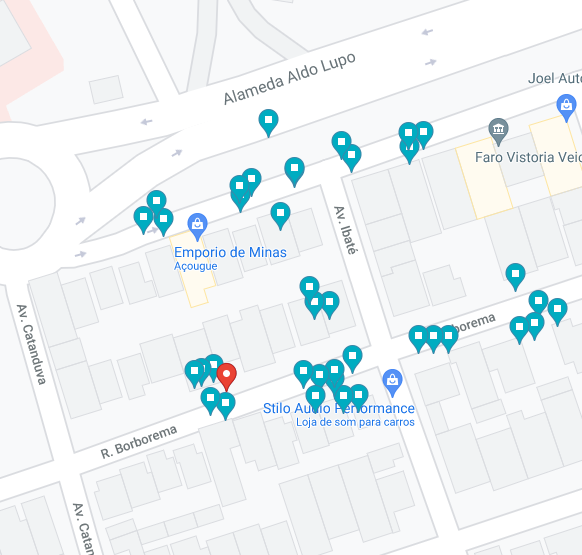 Alameda Aldo Lupo
Joel Auto
Faro Vistoria Veic
Av. Ibaté
Emporio de Minas
Açougue
Av. Catanduva
borema
Stilo Audio Performance
Loja de som para carros
R. Borborema
Av. Catan